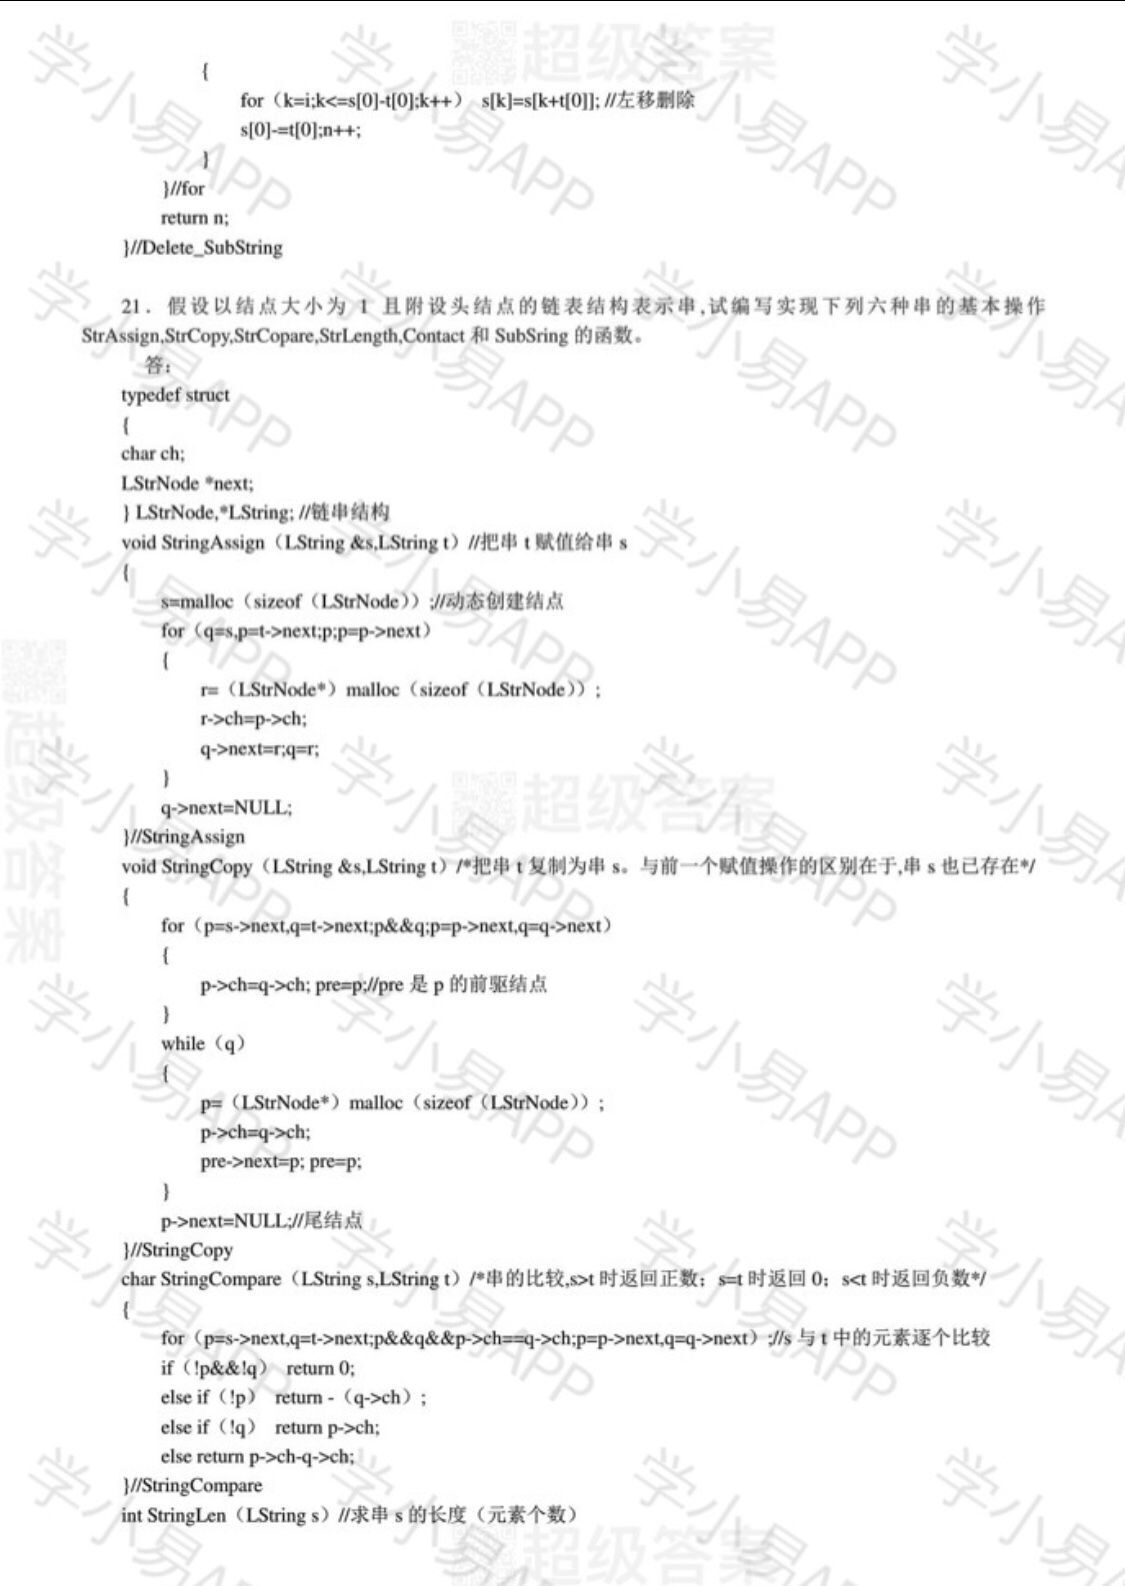 {
for（k=i;k<=s[0]-t[0];k++） s[k]=s[k+t[0]]; //左移删除
s[0]-=t[0];n++;
}
}//for
return n;
}//Delete_SubString
21．假设以结点大小为 1 且附设头结点的链表结构表示串,试编写实现下列六种串的基本操作
StrAssign,StrCopy,StrCopare,StrLength,Contact 和 SubSring 的函数。
答：
typedef struct
{
char ch;
LStrNode *next;
} LStrNode,*LString; //链串结构
void StringAssign（LString &s,LString t）//把串 t 赋值给串 s
{
s=malloc（sizeof（LStrNode））;//动态创建结点
for（q=s,p=t->next;p;p=p->next）
{
r=（LStrNode*）malloc（sizeof（LStrNode））;
r->ch=p->ch;
q->next=r;q=r;
}
q->next=NULL;
}//StringAssign
void StringCopy（LString &s,LString t）/*把串 t 复制为串 s。与前一个赋值操作的区别在于,串 s 也已存在*/
{
for（p=s->next,q=t->next;p&&q;p=p->next,q=q->next）
{
p->ch=q->ch; pre=p;//pre 是 p 的前驱结点
}
while（q）
{
p=（LStrNode*）malloc（sizeof（LStrNode））;
p->ch=q->ch;
pre->next=p; pre=p;
}
p->next=NULL;//尾结点
}//StringCopy
char StringCompare（LString s,LString t）/*串的比较,s>t 时返回正数；s=t 时返回 0；s<t 时返回负数*/
{
for（p=s->next,q=t->next;p&&q&&p->ch==q->ch;p=p->next,q=q->next）;//s 与 t 中的元素逐个比较
if（!p&&!q） return 0;
else if（!p） return -（q->ch）;
else if（!q） return p->ch;
else return p->ch-q->ch;
}//StringCompare
int StringLen（LString s）//求串 s 的长度（元素个数）
学小易APP
超级答案